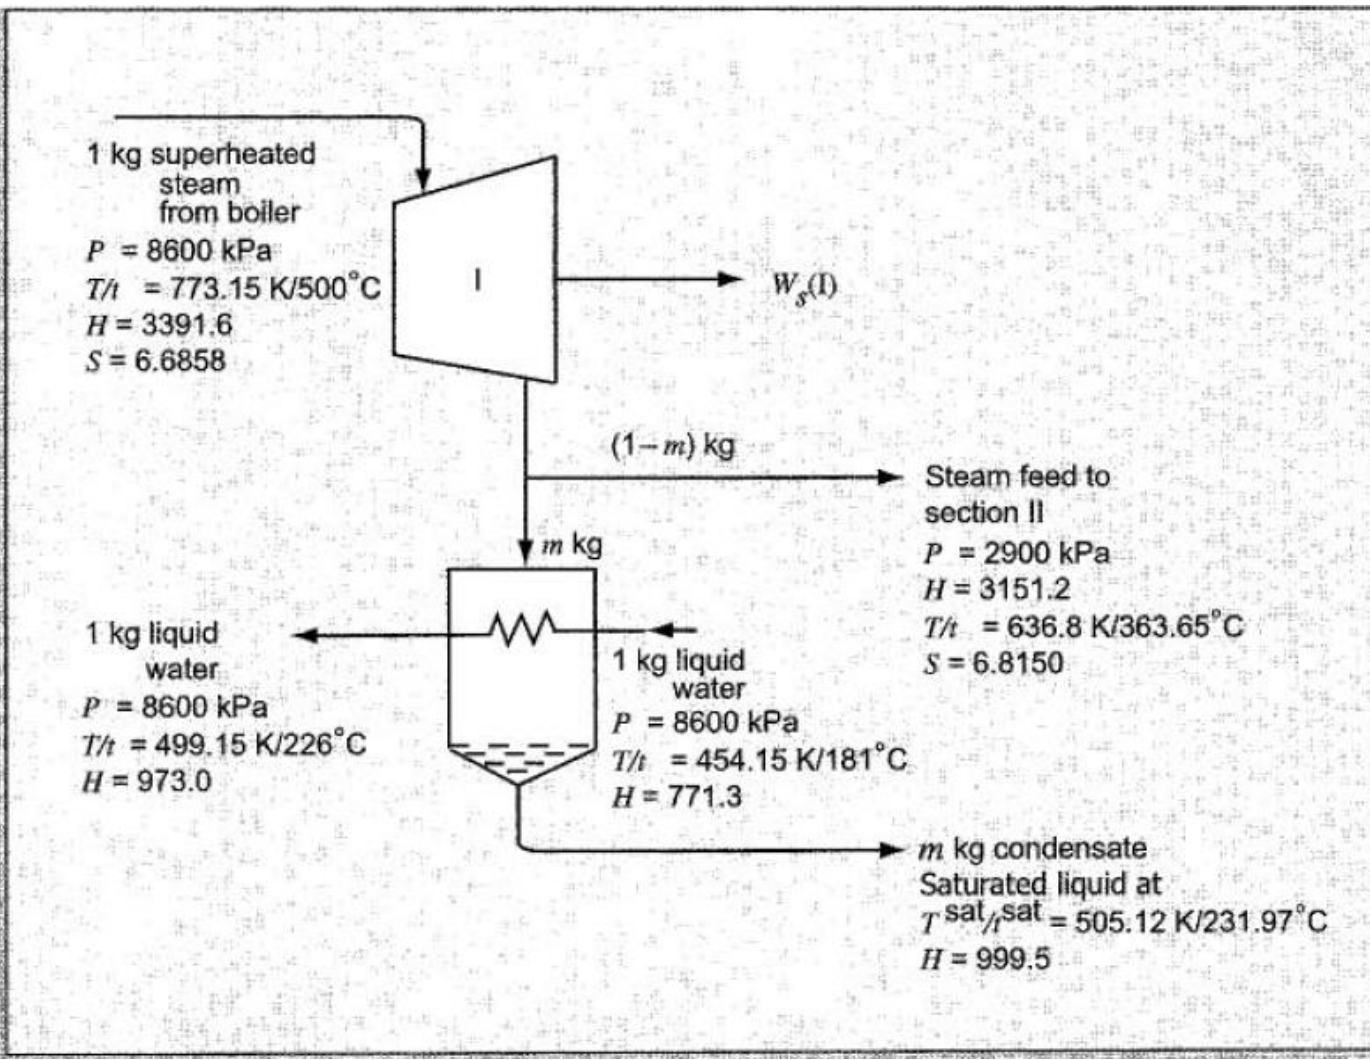 1 kg superheated
steam
from boiler
P = 8600 kPa
T/t = 773.15 K/500°C
H = 3391.6
S = 6.6858
I
Wₛ(I)
(1−m) kg
Steam feed to
section II
P = 2900 kPa
H = 3151.2
T/t = 636.8 K/363.65°C
S = 6.8150
m kg
1 kg liquid
water
P = 8600 kPa
T/t = 499.15 K/226°C
H = 973.0
1 kg liquid
water
P = 8600 kPa
T/t = 454.15 K/181°C
H = 771.3
m kg condensate
Saturated liquid at
T sat/t sat = 505.12 K/231.97°C
H = 999.5